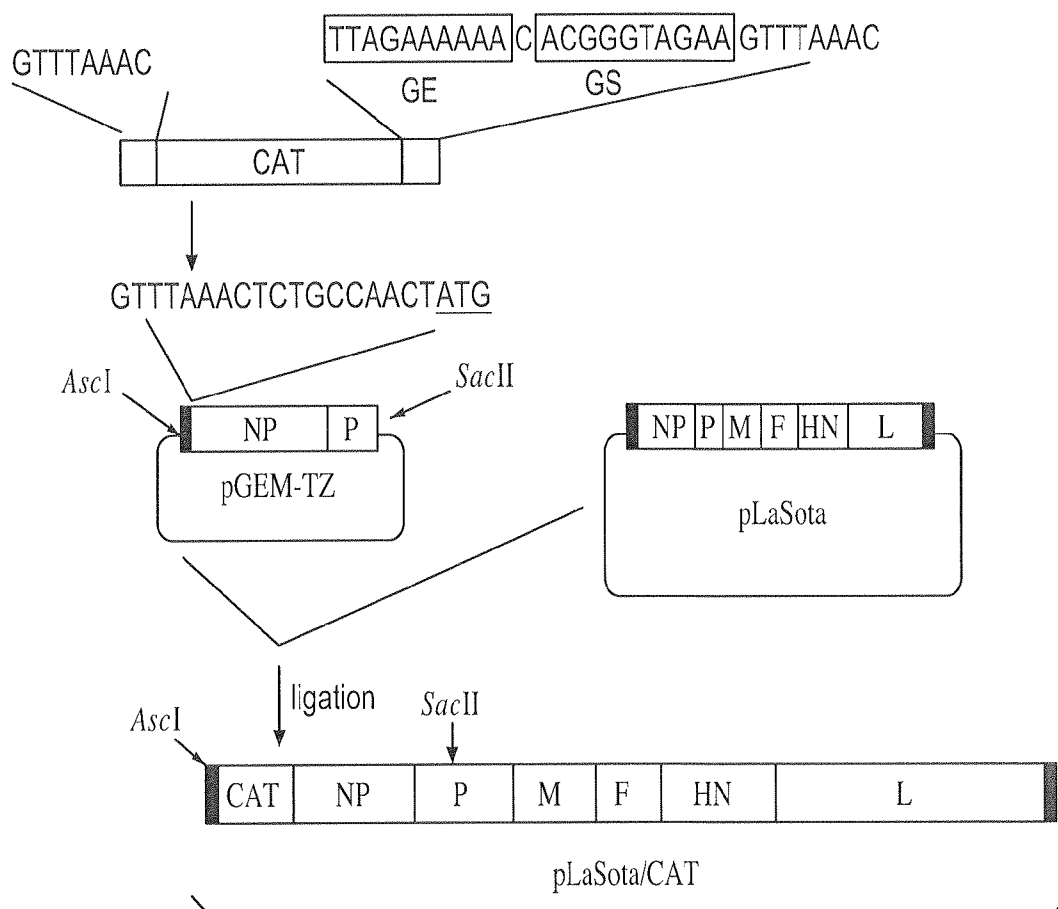 TTAGAAAAAA C ACGGGTAGAA GTTTAAAC
GTTTAAAC
GE GS
CAT
GTTTAAACTCTGCCAACTATG
AscI
SacII
NP P
pGEM-TZ
NP P M F HN L
pLaSota
ligation
AscI
SacII
CAT NP P M F HN L
pLaSota/CAT